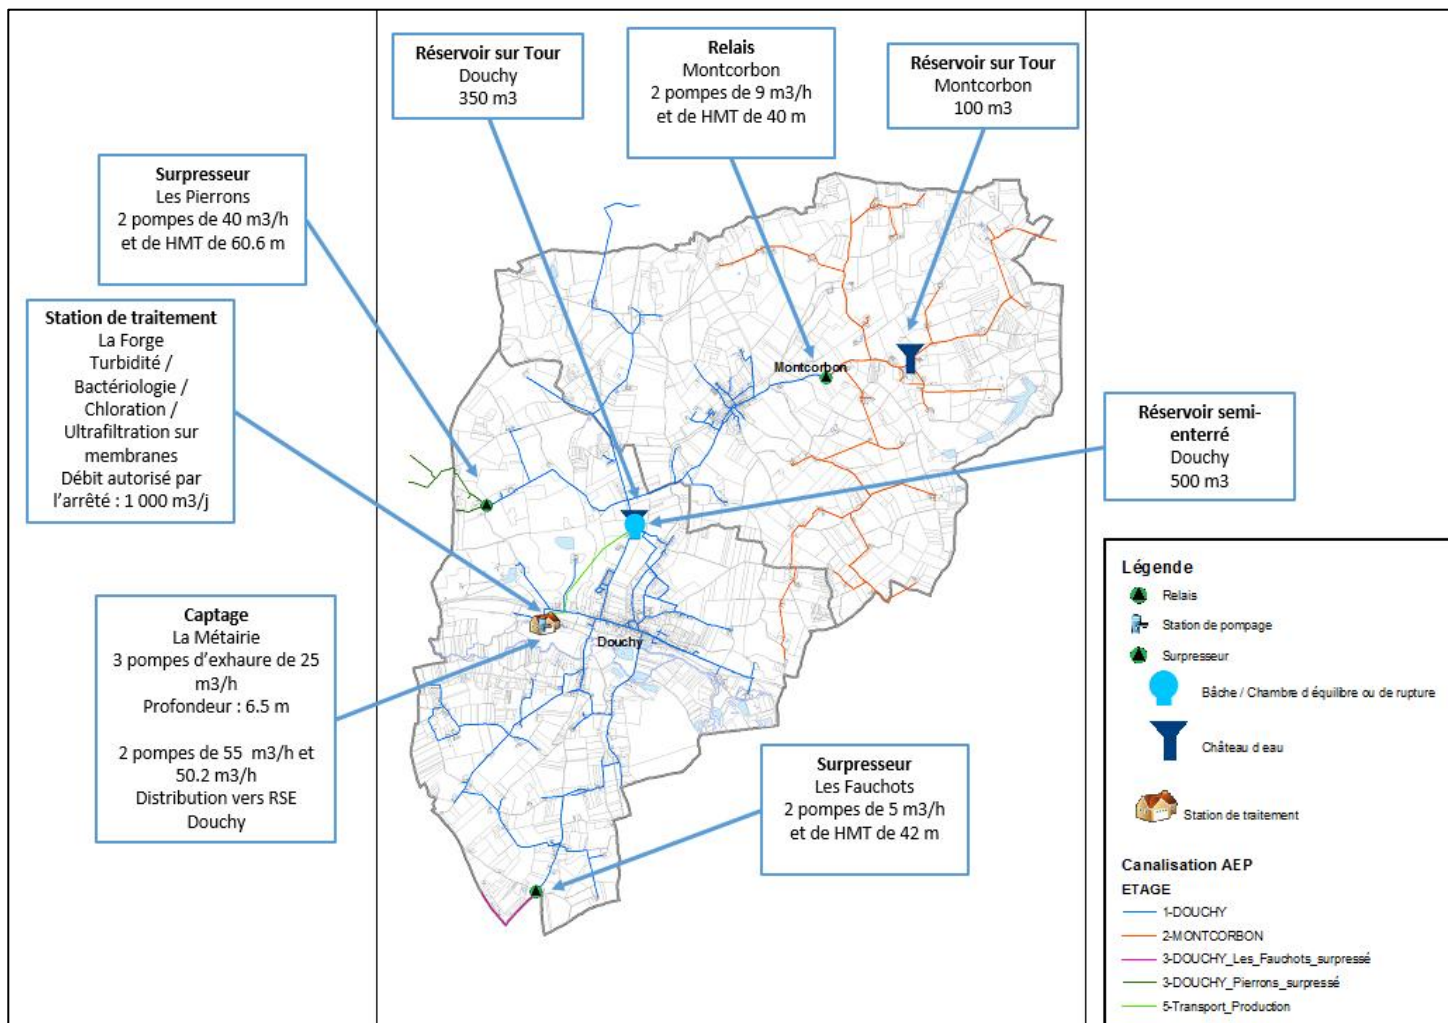 Réservoir sur Tour
Douchy
350 m3
Relais
Montcorbon
2 pompes de 9 m3/h
et de HMT de 40 m
Réservoir sur Tour
Montcorbon
100 m3
Surpresseur
Les Pierrons
2 pompes de 40 m3/h
et de HMT de 60.6 m
Station de traitement
La Forge
Turbidité /
Bactériologie /
Chloration /
Ultrafiltration sur
membranes
Débit autorisé par
l'arrêté : 1 000 m3/j
Montcorbon
Réservoir semi-
enterré
Douchy
500 m3
Captage
La Métairie
3 pompes d'exhaure de 25
m3/h
Profondeur : 6.5 m
2 pompes de 55 m3/h et
50.2 m3/h
Distribution vers RSE
Douchy
Douchy
Surpresseur
Les Fauchots
2 pompes de 5 m3/h
et de HMT de 42 m
Légende
Relais
Station de pompage
Surpresseur
Bâche / Chambre d équilibre ou de rupture
Château d eau
Station de traitement
Canalisation AEP
ETAGE
1-DOUCHY
2-MONTCORBON
3-DOUCHY_Les_Fauchots_surpressé
3-DOUCHY_Pierrons_surpressé
5-Transport_Production